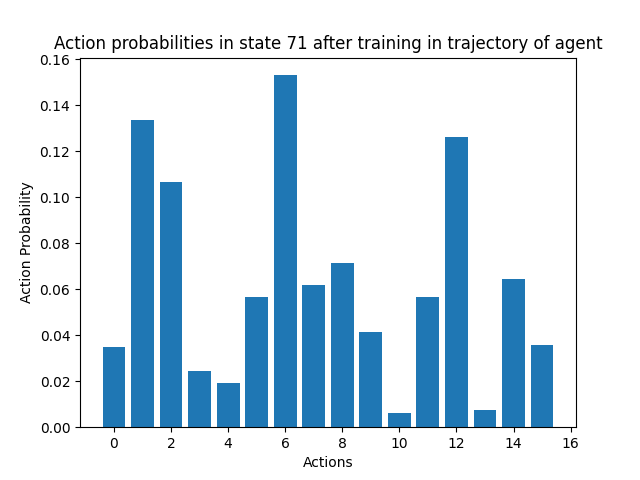 Action probabilities in state 71 after training in trajectory of agent
0.16
0.14
0.12
0.10
0.08
0.06
0.04
0.02
0.00
Action Probability
0 2 4 6 8 10 12 14 16
Actions